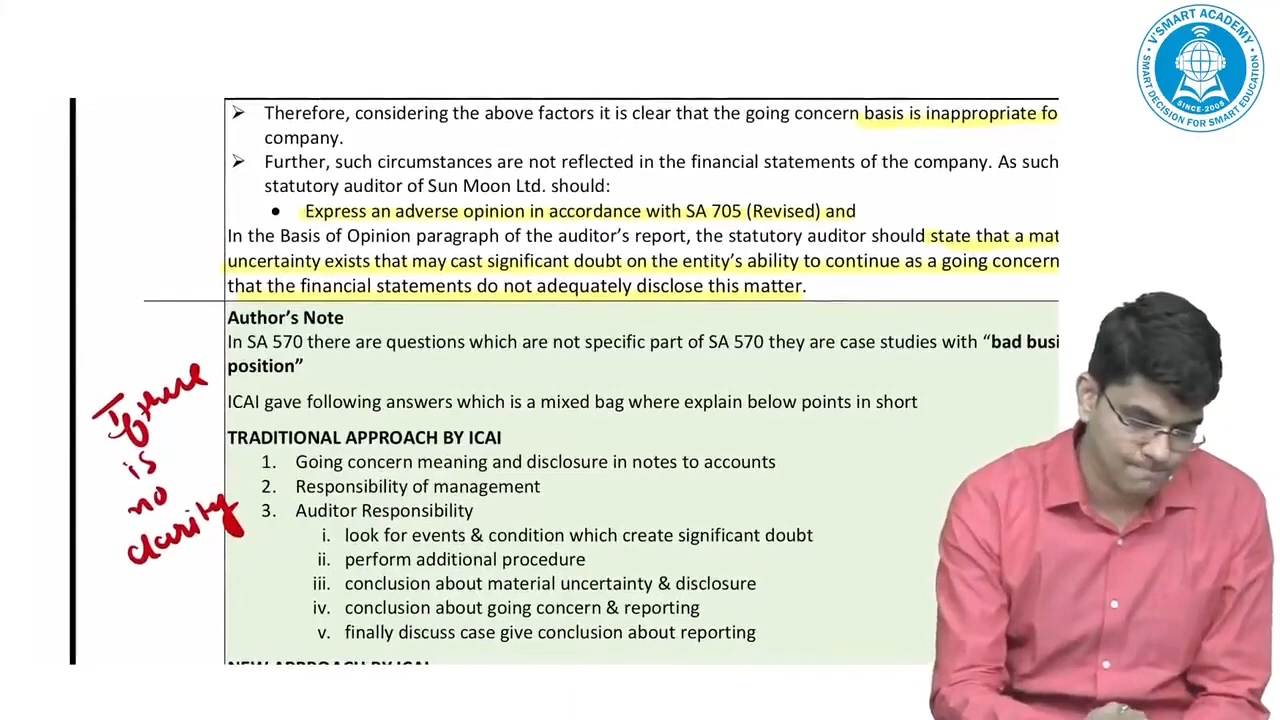 V'SMART ACADEMY
SMART DECISION FOR SMART EDUCATION
SINCE-2005
Therefore, considering the above factors it is clear that the going concern basis is inappropriate fo
company.
Further, such circumstances are not reflected in the financial statements of the company. As such
statutory auditor of Sun Moon Ltd. should:
Express an adverse opinion in accordance with SA 705 (Revised) and
In the Basis of Opinion paragraph of the auditor's report, the statutory auditor should state that a mat
uncertainty exists that may cast significant doubt on the entity's ability to continue as a going concern
that the financial statements do not adequately disclose this matter.
Author's Note
In SA 570 there are questions which are not specific part of SA 570 they are case studies with “bad busi
position”
ICAI gave following answers which is a mixed bag where explain below points in short
TRADITIONAL APPROACH BY ICAI
1. Going concern meaning and disclosure in notes to accounts
2. Responsibility of management
3. Auditor Responsibility
i. look for events & condition which create significant doubt
ii. perform additional procedure
iii. conclusion about material uncertainty & disclosure
iv. conclusion about going concern & reporting
v. finally discuss case give conclusion about reporting
NEW APPROACH BY ICAI
is
no
clarity